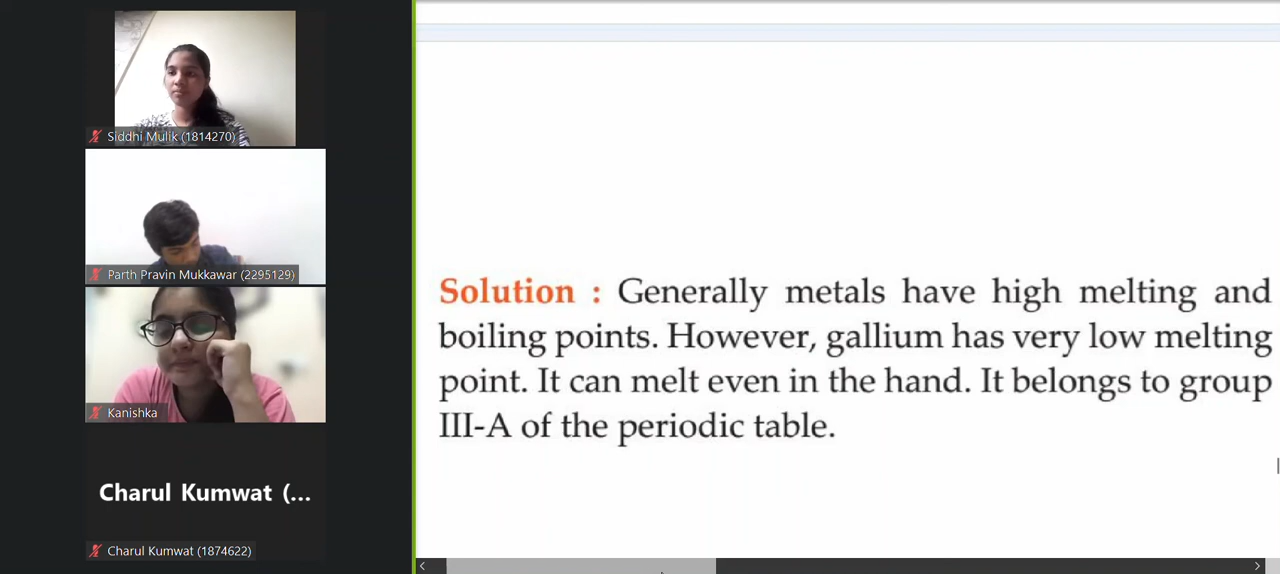 Siddhi Mulik (1814270)
Parth Pravin Mukkawar (2295129)
Kanishka
Charul Kumwat (...
Charul Kumwat (1874622)
Solution : Generally metals have high melting and
boiling points. However, gallium has very low melting
point. It can melt even in the hand. It belongs to group
III-A of the periodic table.